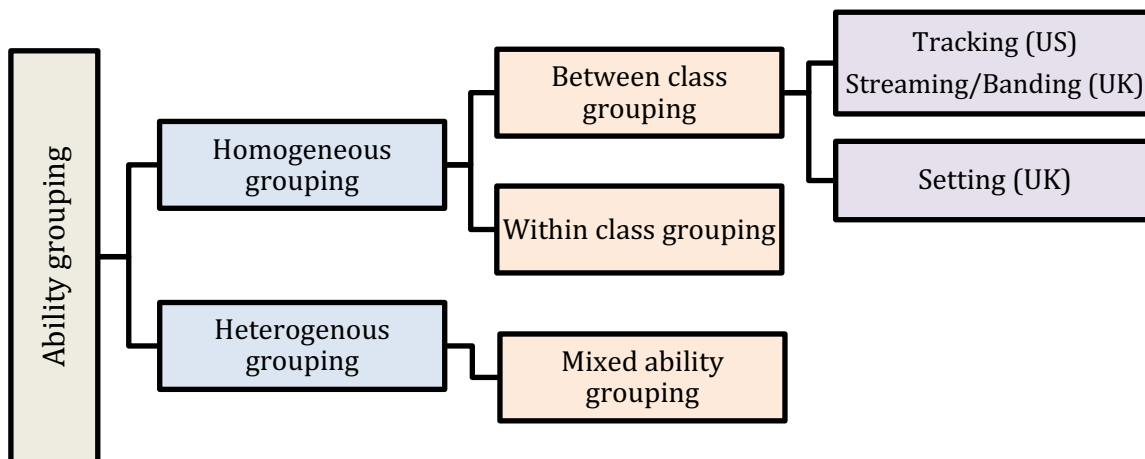 Ability grouping
Homogeneous
grouping
Heterogenous
grouping
Between class
grouping
Within class grouping
Mixed ability
grouping
Tracking (US)
Streaming/Banding (UK)
Setting (UK)